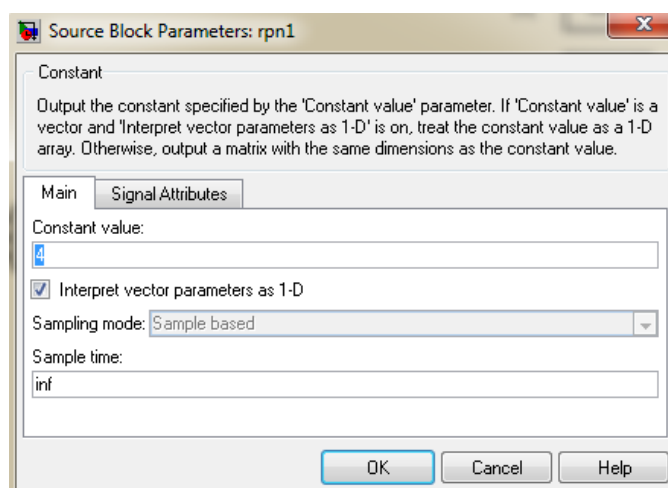 Source Block Parameters: rpn1
Constant
Output the constant specified by the 'Constant value' parameter. If 'Constant value' is a
vector and 'Interpret vector parameters as 1-D' is on, treat the constant value as a 1-D
array. Otherwise, output a matrix with the same dimensions as the constant value.
Main Signal Attributes
Constant value:
4
Interpret vector parameters as 1-D
Sampling mode: Sample based
Sample time:
inf
OK Cancel Help